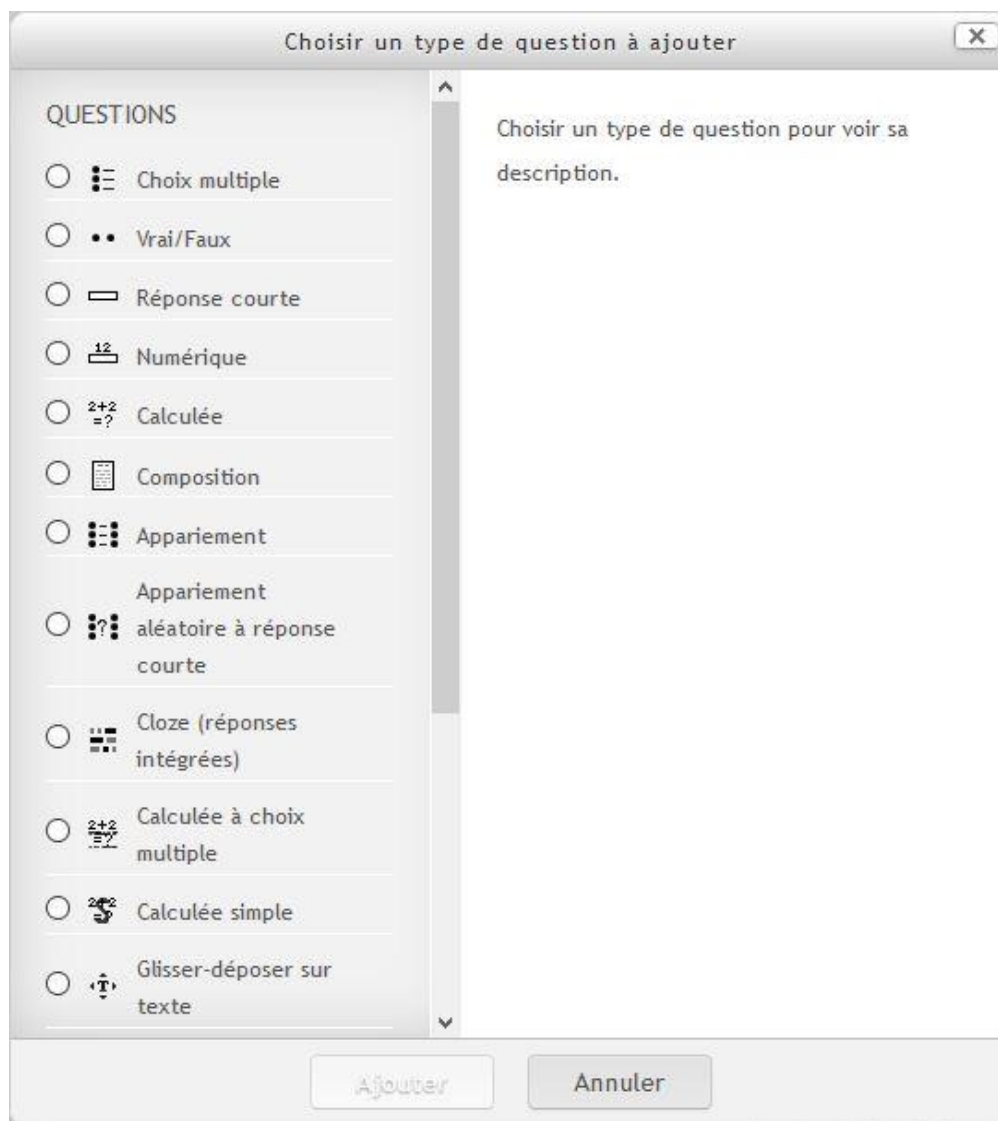 Choisir un type de question à ajouter
QUESTIONS
Choix multiple
Vrai/Faux
Réponse courte
12
Numérique
2+2
=?
Calculée
Composition
Appariement
Appariement
?
aléatoire à réponse
courte
Cloze (réponses
intégrées)
2+2
=?
Calculée à choix
multiple
Calculée simple
T
Glisser-déposer sur
texte
Choisir un type de question pour voir sa
description.
Ajouter
Annuler